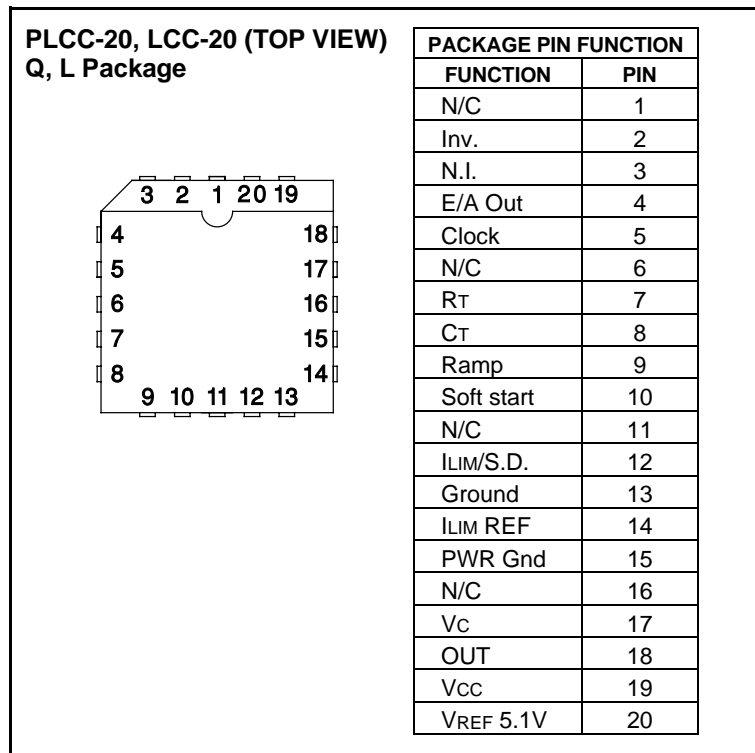 PLCC-20, LCC-20 (TOP VIEW)
Q, L Package
3 2 1 20 19
4 18
5 17
6 16
7 15
8 14
9 10 11 12 13
PACKAGE PIN FUNCTION
FUNCTION PIN
N/C 1
Inv. 2
N.I. 3
E/A Out 4
Clock 5
N/C 6
RT 7
CT 8
Ramp 9
Soft start 10
N/C 11
ILIM/S.D. 12
Ground 13
ILIM REF 14
PWR Gnd 15
N/C 16
VC 17
OUT 18
VCC 19
VREF 5.1V 20